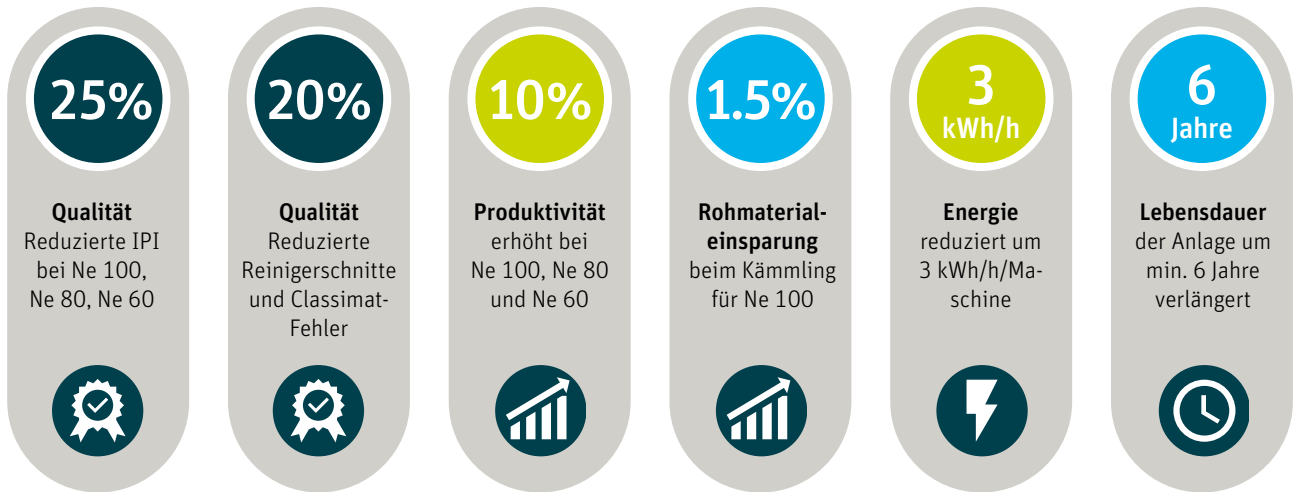 25%
Qualität
Reduzierte IPI
bei Ne 100,
Ne 80, Ne 60
20%
Qualität
Reduzierte
Reinigerschnitte
und Classimat-
Fehler
10%
Produktivität
erhöht bei
Ne 100, Ne 80
und Ne 60
1.5%
Rohmaterial-
einsparung
beim Kämmling
für Ne 100
3
kWh/h
Energie
reduziert um
3 kWh/h/Ma-
schine
6
Jahre
Lebensdauer
der Anlage um
min. 6 Jahre
verlängert